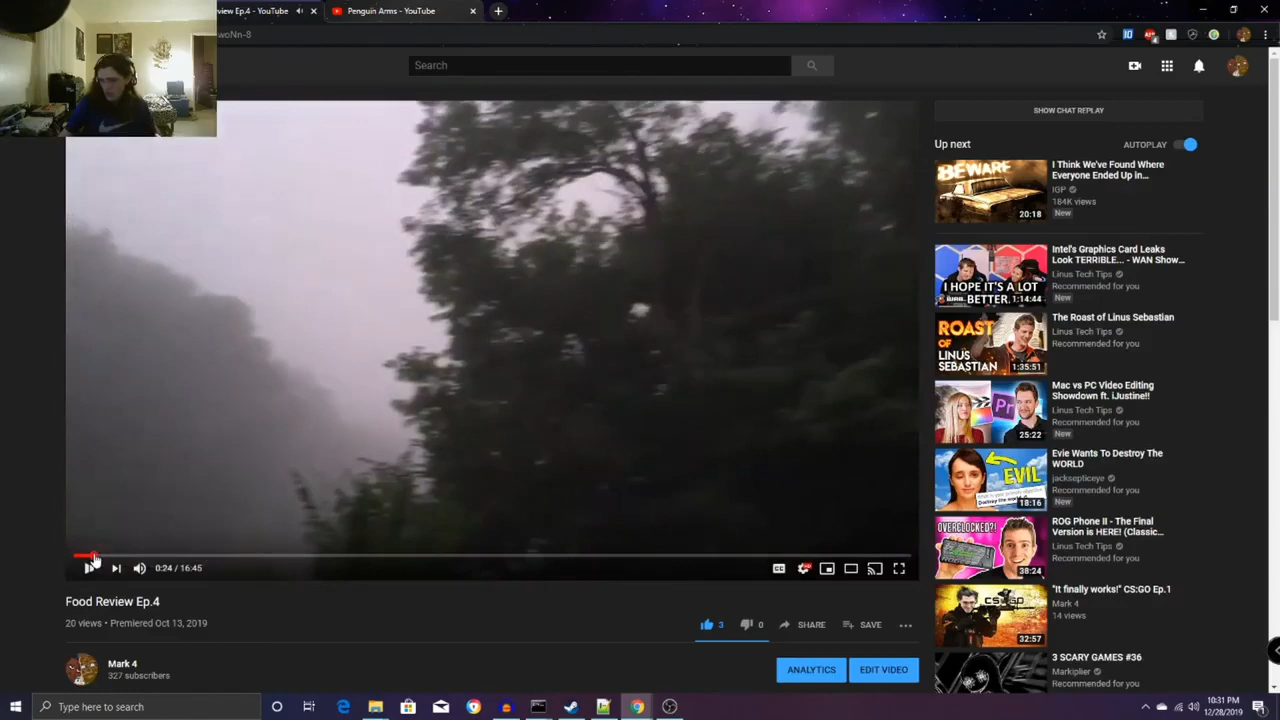 view Ep.4 - YouTube
Penguin Arms - YouTube
woNn-8
Search
SHOW CHAT REPLAY
Up next
AUTOPLAY
BEWARE
20:18
I Think We've Found Where
Everyone Ended Up in...
IGP
184K views
New
I HOPE IT'S A LOT
BETTER.
1:14:44
Intel's Graphics Card Leaks
Look TERRIBLE... - WAN Show...
Linus Tech Tips
Recommended for you
New
ROAST
OF
LINUS
SEBASTIAN
1:35:51
The Roast of Linus Sebastian
Linus Tech Tips
Recommended for you
Pr
25:22
Mac vs PC Video Editing
Showdown ft. iJustine!!
Linus Tech Tips
Recommended for you
New
EVIL
18:16
Evie Wants To Destroy The
WORLD
jacksepticeye
Recommended for you
New
OVERCLOCKED?!
38:24
ROG Phone II - The Final
Version is HERE! (Classic...
Linus Tech Tips
Recommended for you
CS:GO
32:57
"It finally works!" CS:GO Ep.1
Mark 4
14 views
3 SCARY GAMES #36
Markiplier
Recommended for you
0:24 / 16:45
CC
Food Review Ep.4
20 views • Premiered Oct 13, 2019
3
0
SHARE
SAVE
Mark 4
327 subscribers
ANALYTICS
EDIT VIDEO
Type here to search
10:31 PM
12/28/2019